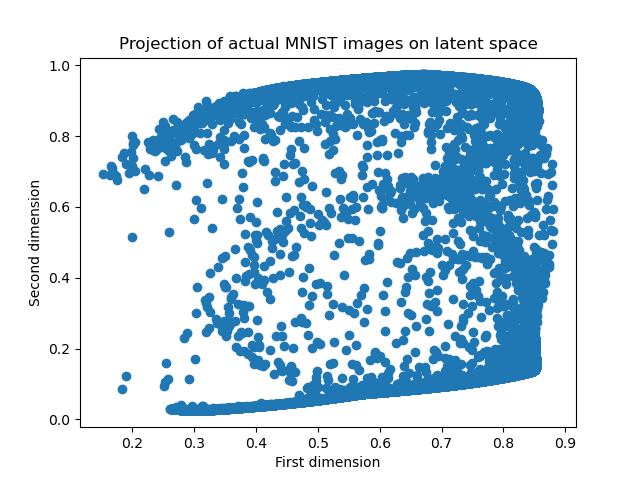 Projection of actual MNIST images on latent space
1.0
0.8
0.6
0.4
0.2
0.0
Second dimension
0.2 0.3 0.4 0.5 0.6 0.7 0.8 0.9
First dimension